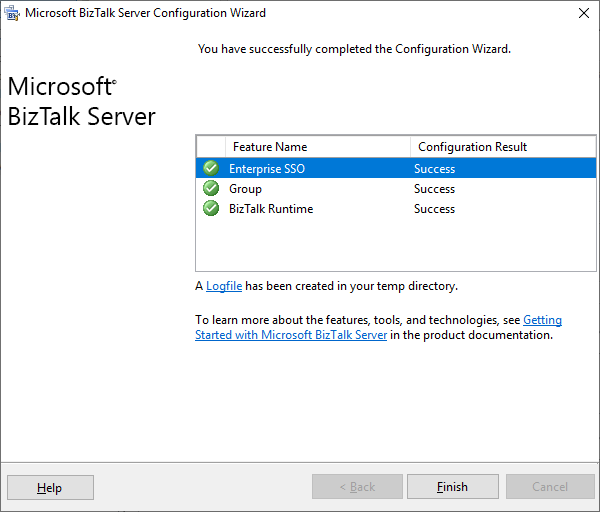 Microsoft BizTalk Server Configuration Wizard
You have successfully completed the Configuration Wizard.
Microsoft®
BizTalk Server
Feature Name Configuration Result
Enterprise SSO Success
Group Success
BizTalk Runtime Success
A Logfile has been created in your temp directory.
To learn more about the features, tools, and technologies, see Getting
Started with Microsoft BizTalk Server in the product documentation.
Help < Back Finish Cancel